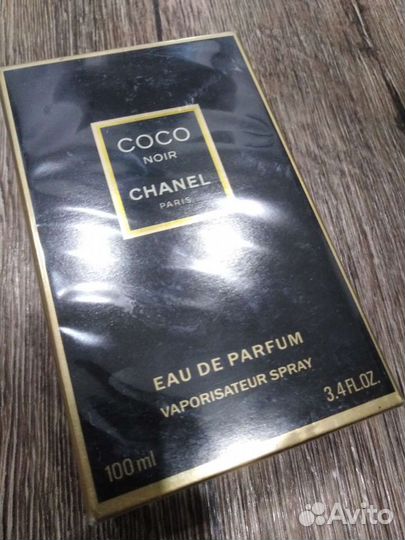 COCO
NOIR
CHANEL
PARIS
EAU DE PARFUM
VAPORISATEUR SPRAY
100 ml
3.4 FL.OZ.
Avito